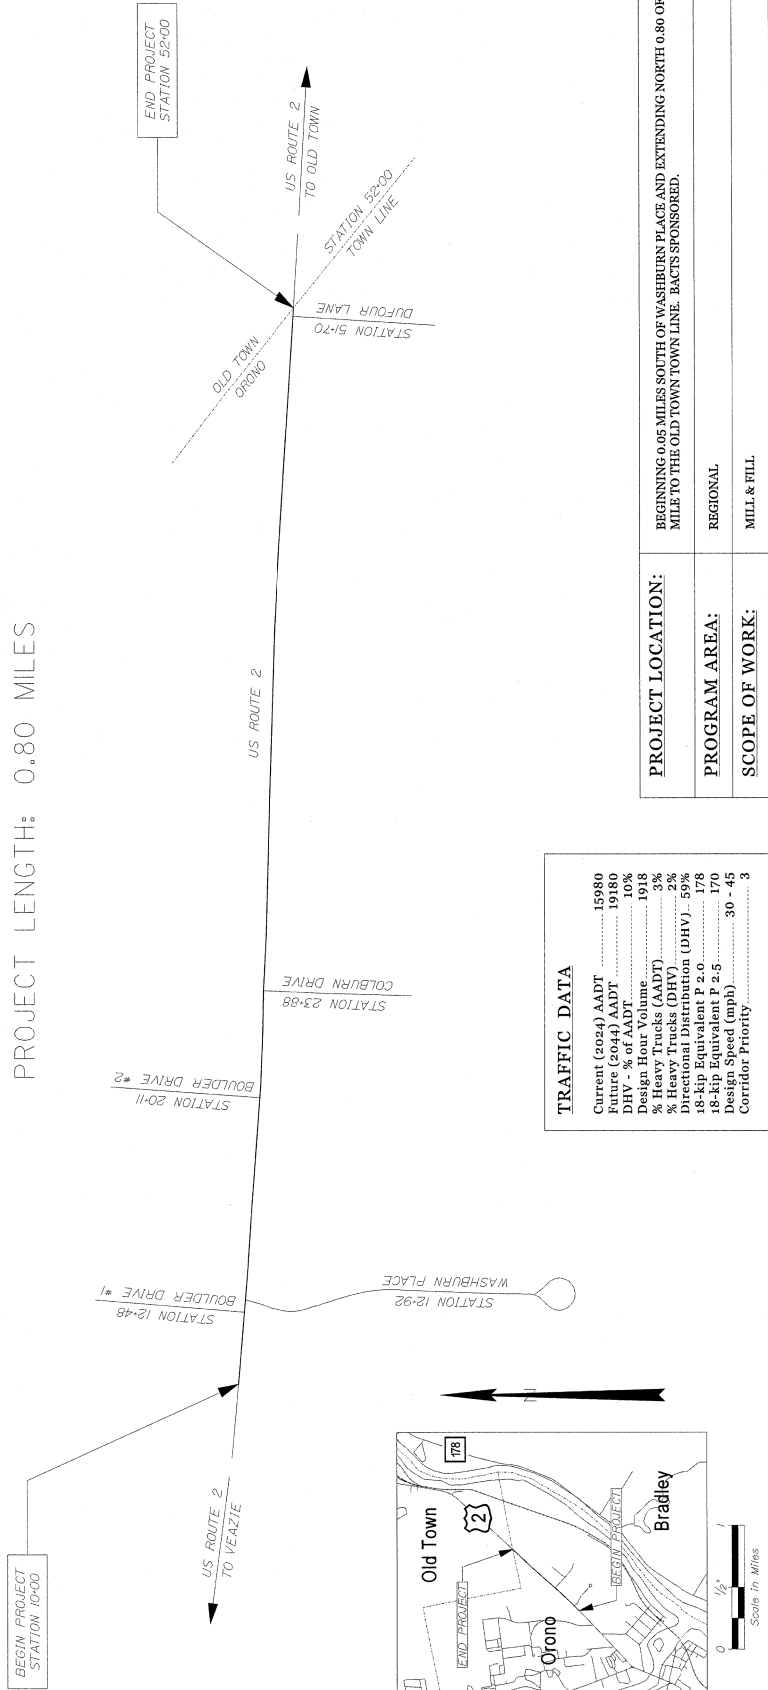 PROJECT LENGTH: 0.80 MILES
BEGIN PROJECT
STATION 10+00
US ROUTE 2
TO VEAZIE
STATION 12+48
BOULDER DRIVE #1
WASHBURN PLACE
STATION 12+92
STATION 20+11
BOULDER DRIVE #2
COLBURN DRIVE
STATION 23+88
US ROUTE 2
OLD TOWN
ORONO
DUFOUR LANE
STATION 51+70
STATION 52+00
TOWN LINE
US ROUTE 2
TO OLD TOWN
END PROJECT
STATION 52+00
N
Old Town
2
178
END PROJECT
BEGIN PROJECT
Orono
Bradley
0 1/2" 1
Scale in Miles
TRAFFIC DATA
Current (2024) AADT 15980
Future (2044) AADT 19180
DHV - % of AADT 10%
Design Hour Volume 1918
% Heavy Trucks (AADT) 3%
% Heavy Trucks (DHV) 2%
Directional Distribution (DHV) 59%
18-kip Equivalent P 2.0 178
18-kip Equivalent P 2.5 170
Design Speed (mph) 30 - 45
Corridor Priority 3
PROJECT LOCATION:
BEGINNING 0.05 MILES SOUTH OF WASHBURN PLACE AND EXTENDING NORTH 0.80 OF
MILE TO THE OLD TOWN TOWN LINE. BACTS SPONSORED.
PROGRAM AREA:
REGIONAL
SCOPE OF WORK:
MILL & FILL